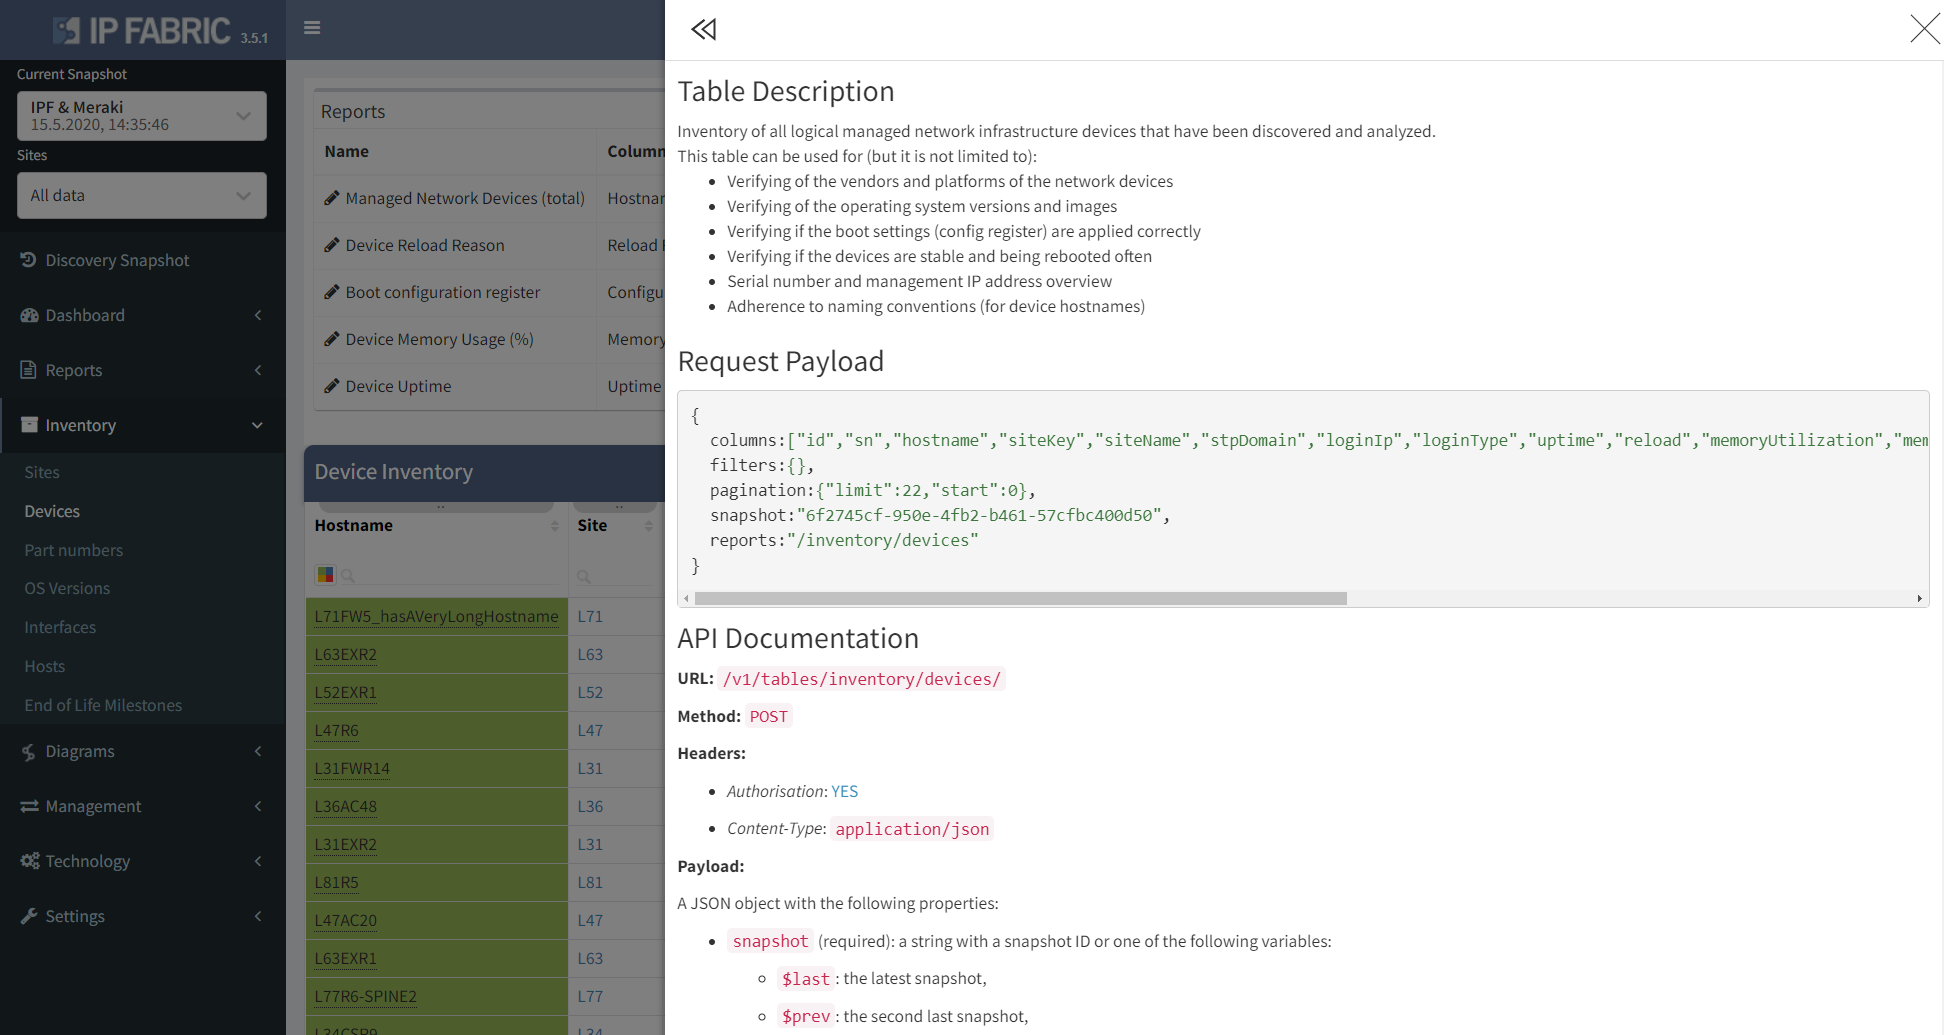 IP FABRIC 3.5.1
Current Snapshot
IPF & Meraki
15.5.2020, 14:35:46
Sites
All data
Discovery Snapshot
Dashboard
Reports
Inventory
Sites
Devices
Part numbers
OS Versions
Interfaces
Hosts
End of Life Milestones
Diagrams
Management
Technology
Settings
Reports
Name Column
Managed Network Devices (total) Hostnar
Device Reload Reason Reload
Boot configuration register Configu
Device Memory Usage (%) Memory
Device Uptime Uptime
Device Inventory
Hostname Site
L71FW5_hasAVeryLongHostname L71
L63EXR2 L63
L52EXR1 L52
L47R6 L47
L31FWR14 L31
L36AC48 L36
L31EXR2 L31
L81R5 L81
L47AC20 L47
L63EXR1 L63
L77R6-SPINE2 L77
L34CSR9 L34
Table Description
Inventory of all logical managed network infrastructure devices that have been discovered and analyzed.
This table can be used for (but it is not limited to):
• Verifying of the vendors and platforms of the network devices
• Verifying of the operating system versions and images
• Verifying if the boot settings (config register) are applied correctly
• Verifying if the devices are stable and being rebooted often
• Serial number and management IP address overview
• Adherence to naming conventions (for device hostnames)
Request Payload
{
columns:["id","sn","hostname","siteKey","siteName","stpDomain","loginIp","loginType","uptime","reload","memoryUtilization","mem
filters:{},
pagination:{"limit":22,"start":0},
snapshot:"6f2745cf-950e-4fb2-b461-57cfbc400d50",
reports:"/inventory/devices"
}
API Documentation
URL: /v1/tables/inventory/devices/
Method: POST
Headers:
• Authorisation: YES
• Content-Type: application/json
Payload:
A JSON object with the following properties:
• snapshot (required): a string with a snapshot ID or one of the following variables:
◦ $last : the latest snapshot,
◦ $prev : the second last snapshot,